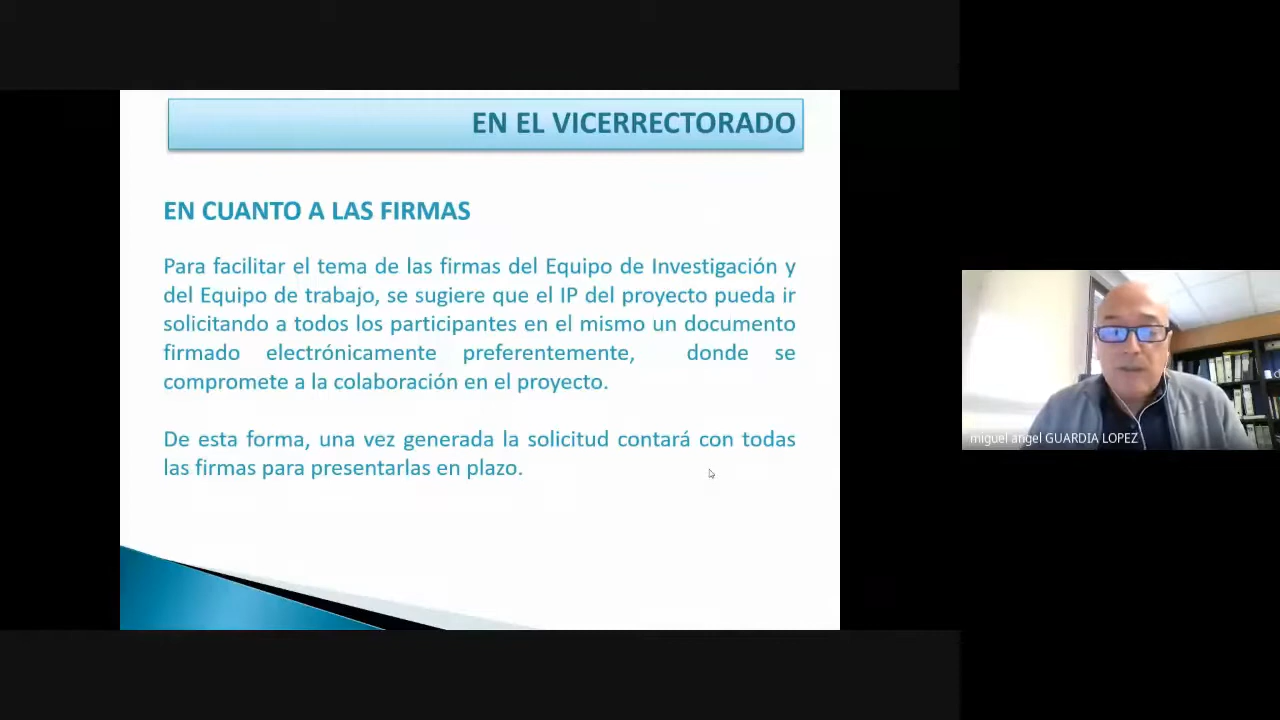 EN EL VICERRECTORADO
EN CUANTO A LAS FIRMAS
Para facilitar el tema de las firmas del Equipo de Investigación y
del Equipo de trabajo, se sugiere que el IP del proyecto pueda ir
solicitando a todos los participantes en el mismo un documento
firmado electrónicamente preferentemente, donde se
compromete a la colaboración en el proyecto.
De esta forma, una vez generada la solicitud contará con todas
las firmas para presentarlas en plazo.
miguel angel GUARDIA LOPEZ